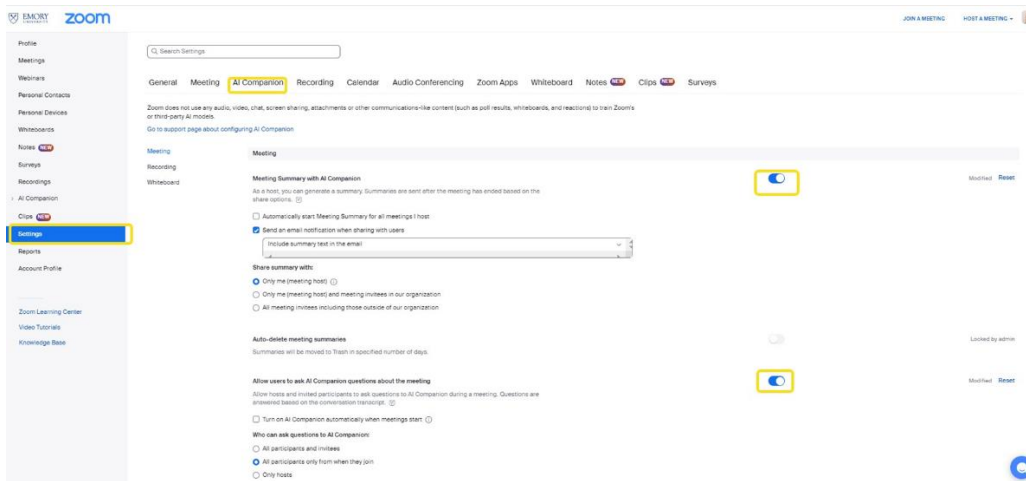 EMORY
UNIVERSITY
zoom
JOIN A MEETING
HOST A MEETING
Profile
Meetings
Webinars
Personal Contacts
Personal Devices
Whiteboards
Notes NEW
Surveys
Recordings
AI Companion
Clips NEW
Settings
Reports
Account Profile
Zoom Learning Center
Video Tutorials
Knowledge Base
Search Settings
General Meeting AI Companion Recording Calendar Audio Conferencing Zoom Apps Whiteboard Notes NEW Clips NEW Surveys
Zoom does not use any audio, video, chat, screen sharing, attachments or other communications-like content (such as poll results, whiteboards, and reactions) to train Zoom's
or third-party AI models.
Go to support page about configuring AI Companion
Meeting
Recording
Whiteboard
Meeting
Meeting Summary with AI Companion
Modified Reset
As a host, you can generate a summary. Summaries are sent after the meeting has ended based on the
share options.
Automatically start Meeting Summary for all meetings I host
Send an email notification when sharing with users
Include summary text in the email
Share summary with:
Only me (meeting host)
Only me (meeting host) and meeting invitees in our organization
All meeting invitees including those outside of our organization
Auto-delete meeting summaries
Locked by admin
Summaries will be moved to Trash in specified number of days.
Allow users to ask AI Companion questions about the meeting
Modified Reset
Allow hosts and invited participants to ask questions to AI Companion during a meeting. Questions are
answered based on the conversation transcript.
Turn on AI Companion automatically when meetings start
Who can ask questions to AI Companion:
All participants and invitees
All participants only from when they join
Only hosts